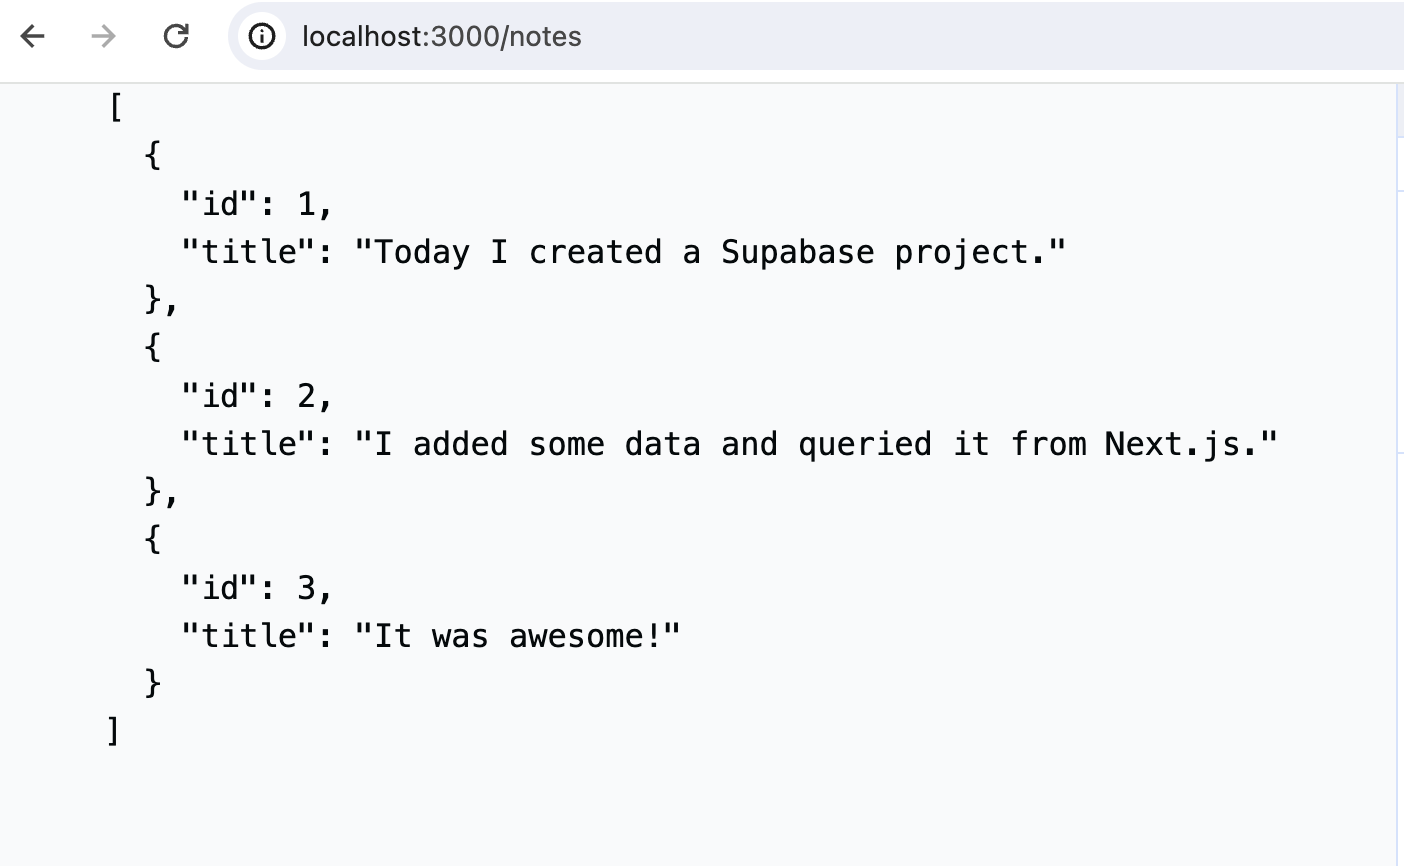 localhost:3000/notes
[
  {
    "id": 1,
    "title": "Today I created a Supabase project."
  },
  {
    "id": 2,
    "title": "I added some data and queried it from Next.js."
  },
  {
    "id": 3,
    "title": "It was awesome!"
  }
]